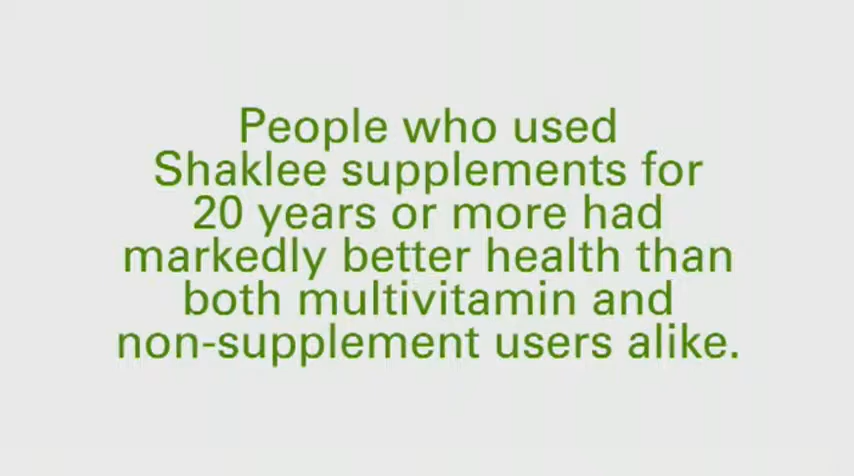 People who used
Shaklee supplements for
20 years or more had
markedly better health than
both multivitamin and
non-supplement users alike.